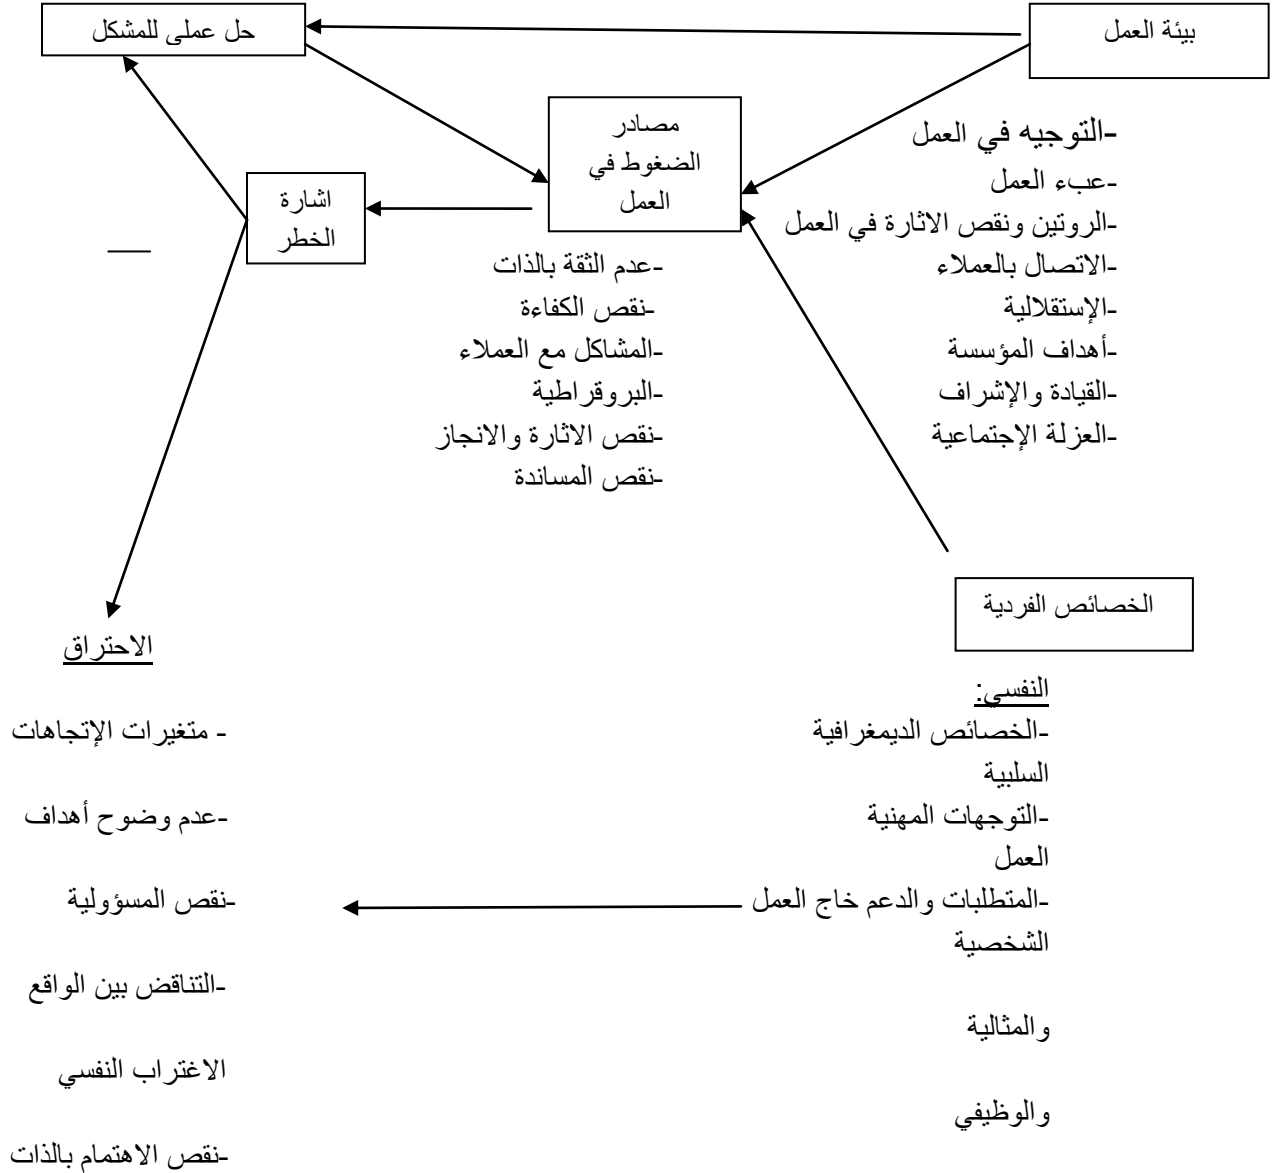 بيئة العمل
حل عملى للمشكل
مصادر
الضغوط في
العمل
اشارة
الخطر
-التوجيه في العمل
-عبء العمل
-الروتين ونقص الاثارة في العمل
-الاتصال بالعملاء
-الإستقلالية
-أهداف المؤسسة
-القيادة والإشراف
-العزلة الإجتماعية
-عدم الثقة بالذات
-نقص الكفاءة
-المشاكل مع العملاء
-البروقراطية
-نقص الاثارة والانجاز
-نقص المساندة
الخصائص الفردية
الاحتراق
النفسي:
-الخصائص الديمغرافية
- متغيرات الإتجاهات
السلبية
-التوجهات المهنية
-عدم وضوح أهداف
العمل
-المتطلبات والدعم خاج العمل
-نقص المسؤولية
الشخصية
-التناقض بين الواقع
والمثالية
الاغتراب النفسي
والوظيفي
-نقص الاهتمام بالذات